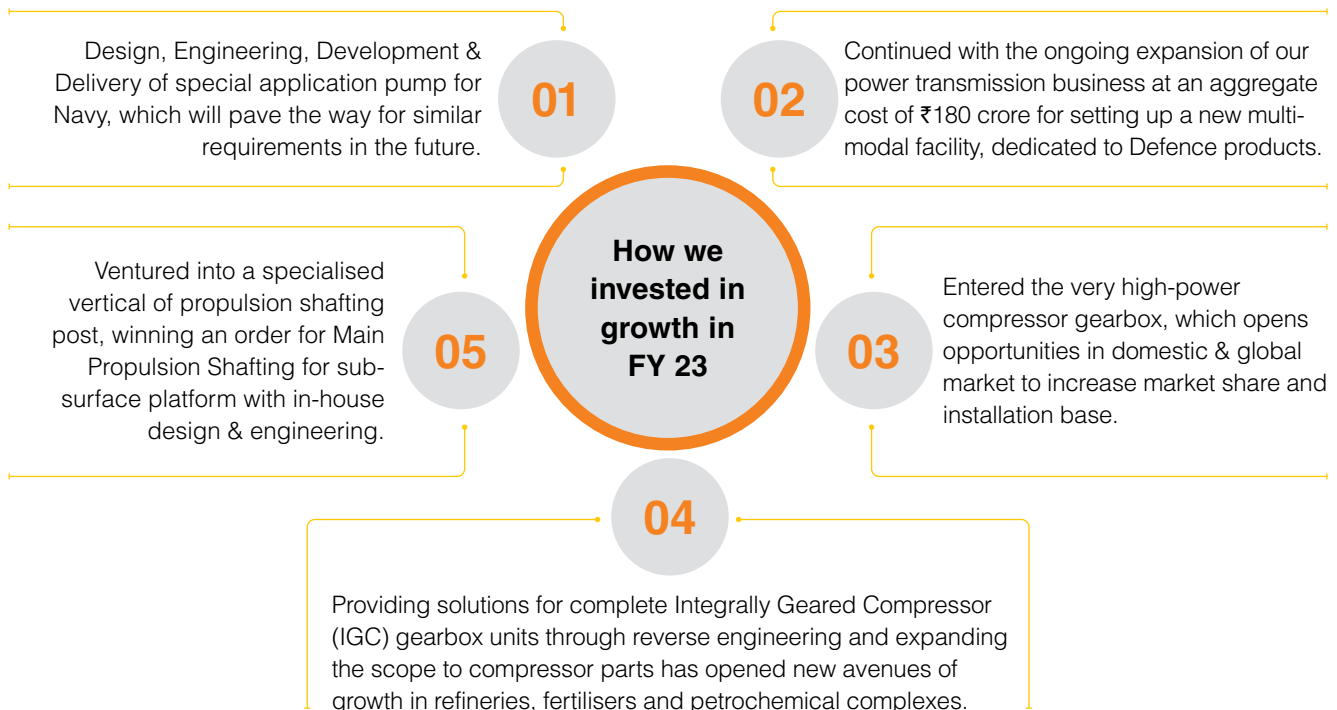 Design, Engineering, Development &
Delivery of special application pump for
Navy, which will pave the way for similar
requirements in the future.
01
02
Continued with the ongoing expansion of our
power transmission business at an aggregate
cost of ₹180 crore for setting up a new multi-
modal facility, dedicated to Defence products.
How we
invested in
growth in
FY 23
Ventured into a specialised
vertical of propulsion shafting
post, winning an order for Main
Propulsion Shafting for sub-
surface platform with in-house
design & engineering.
05
03
Entered the very high-power
compressor gearbox, which opens
opportunities in domestic & global
market to increase market share and
installation base.
04
Providing solutions for complete Integrally Geared Compressor
(IGC) gearbox units through reverse engineering and expanding
the scope to compressor parts has opened new avenues of
growth in refineries, fertilisers and petrochemical complexes.